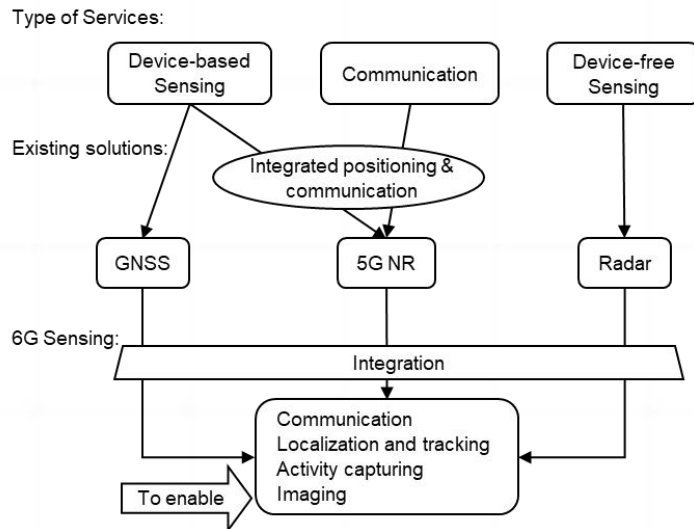 Type of Services:
Device-based
Sensing
Communication
Device-free
Sensing
Existing solutions:
Integrated positioning &
communication
GNSS
5G NR
Radar
6G Sensing:
Integration
Communication
Localization and tracking
Activity capturing
Imaging
To enable